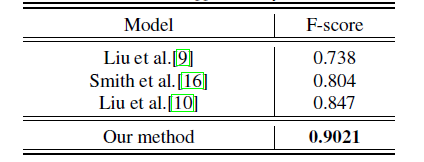 Model F-score
Liu et al.[9] 0.738
Smith et al.[16] 0.804
Liu et al.[10] 0.847
Our method 0.9021